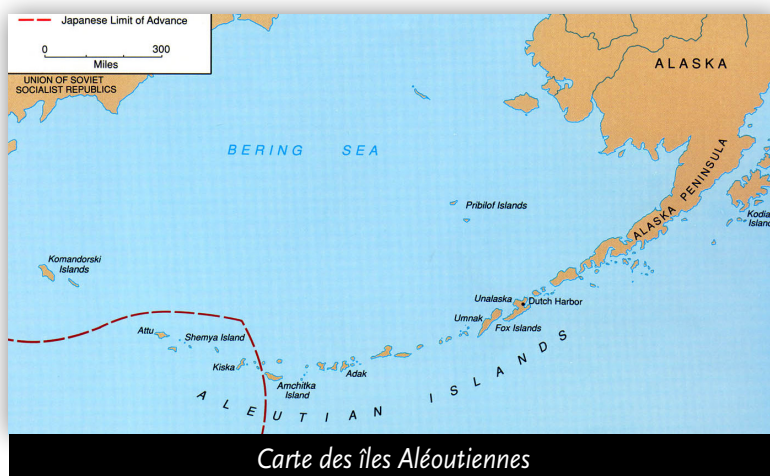 Japanese Limit of Advance
0 300
Miles
UNION OF SOVIET
SOCIALIST REPUBLICS
ALASKA
BERING SEA
ALASKA PENINSULA
Pribilof Islands
Kodia
Island
Komandorski
Islands
Unalaska
Dutch Harbor
Umnak
Fox Islands
Attu
Shemya Island
Kiska
Adak
Amchitka
Island
ALEUTIAN ISLANDS
Carte des îles Aléoutiennes